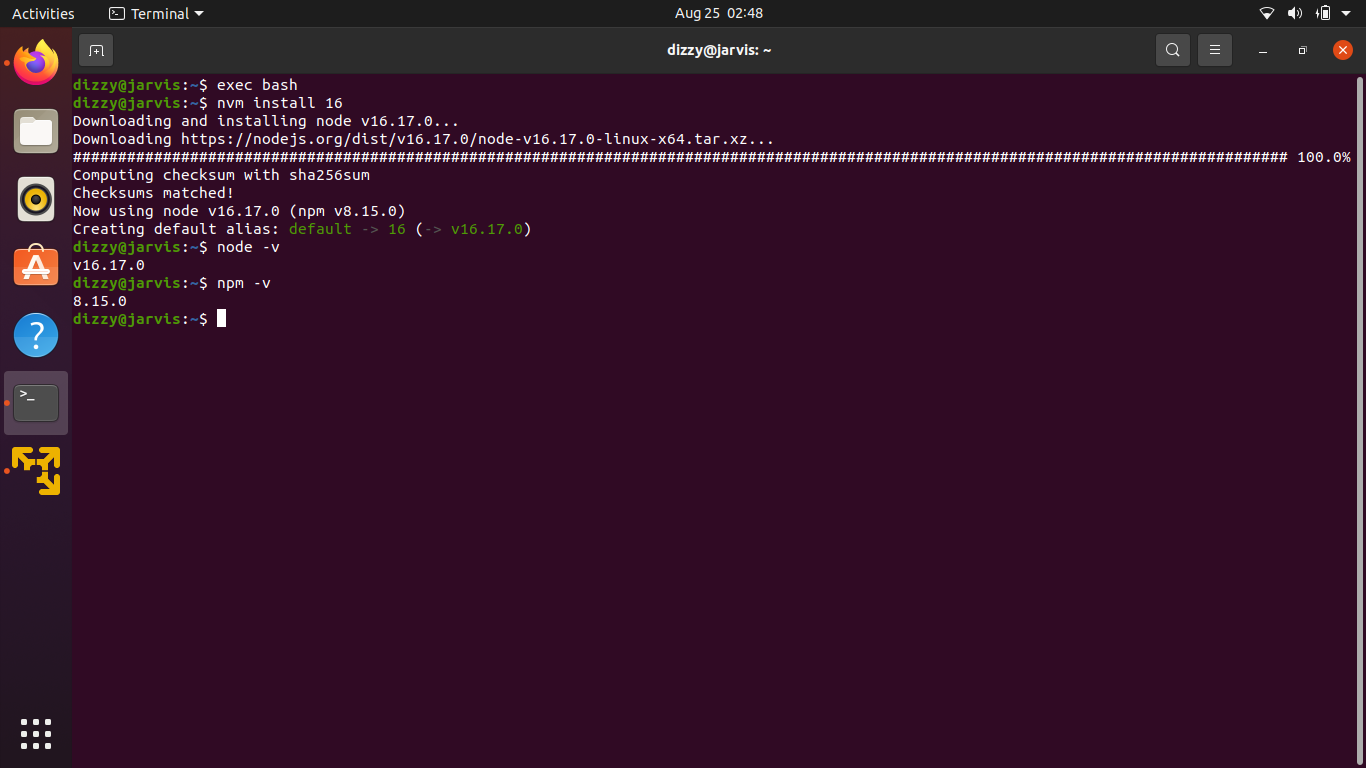 Activities
Terminal
Aug 25 02:48
dizzy@jarvis: ~
dizzy@jarvis:~$ exec bash
dizzy@jarvis:~$ nvm install 16
Downloading and installing node v16.17.0...
Downloading https://nodejs.org/dist/v16.17.0/node-v16.17.0-linux-x64.tar.xz...
####################################################################################################################################### 100.0%
Computing checksum with sha256sum
Checksums matched!
Now using node v16.17.0 (npm v8.15.0)
Creating default alias: default -> 16 (-> v16.17.0)
dizzy@jarvis:~$ node -v
v16.17.0
dizzy@jarvis:~$ npm -v
8.15.0
dizzy@jarvis:~$